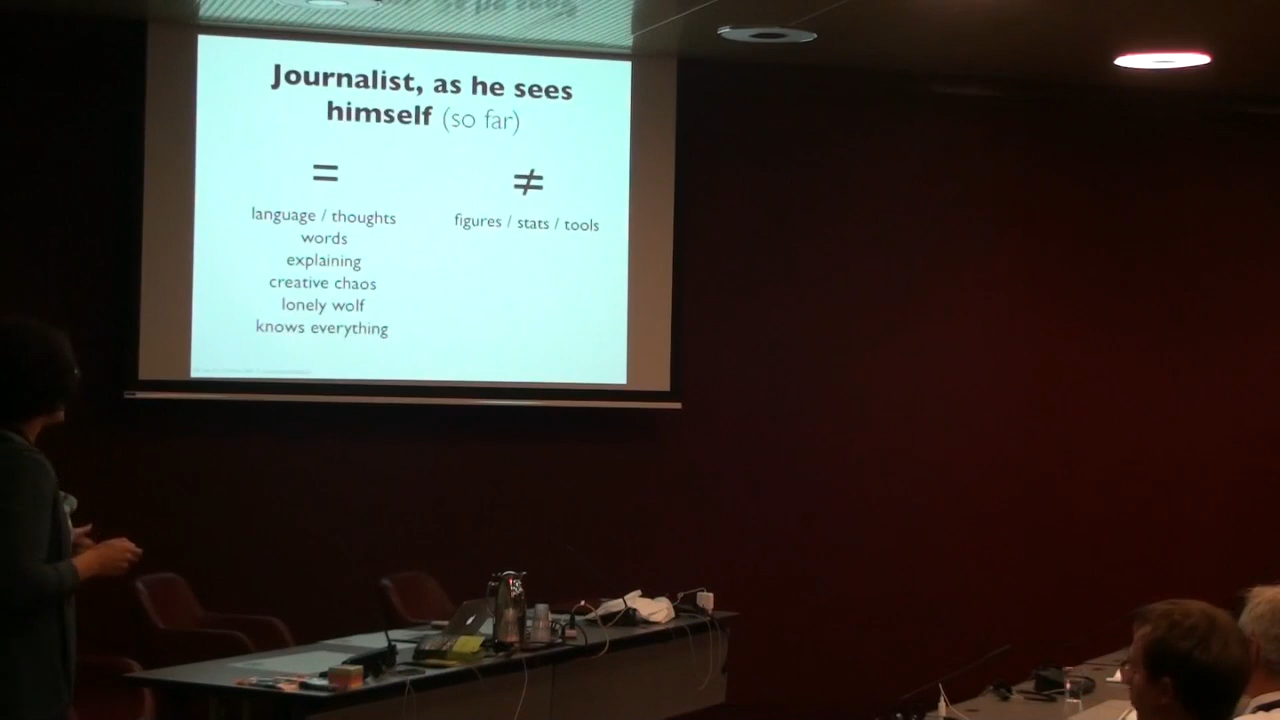 Journalist, as he sees
himself (so far)
= ≠
language / thoughts
words
explaining
creative chaos
lonely wolf
knows everything
figures / stats / tools